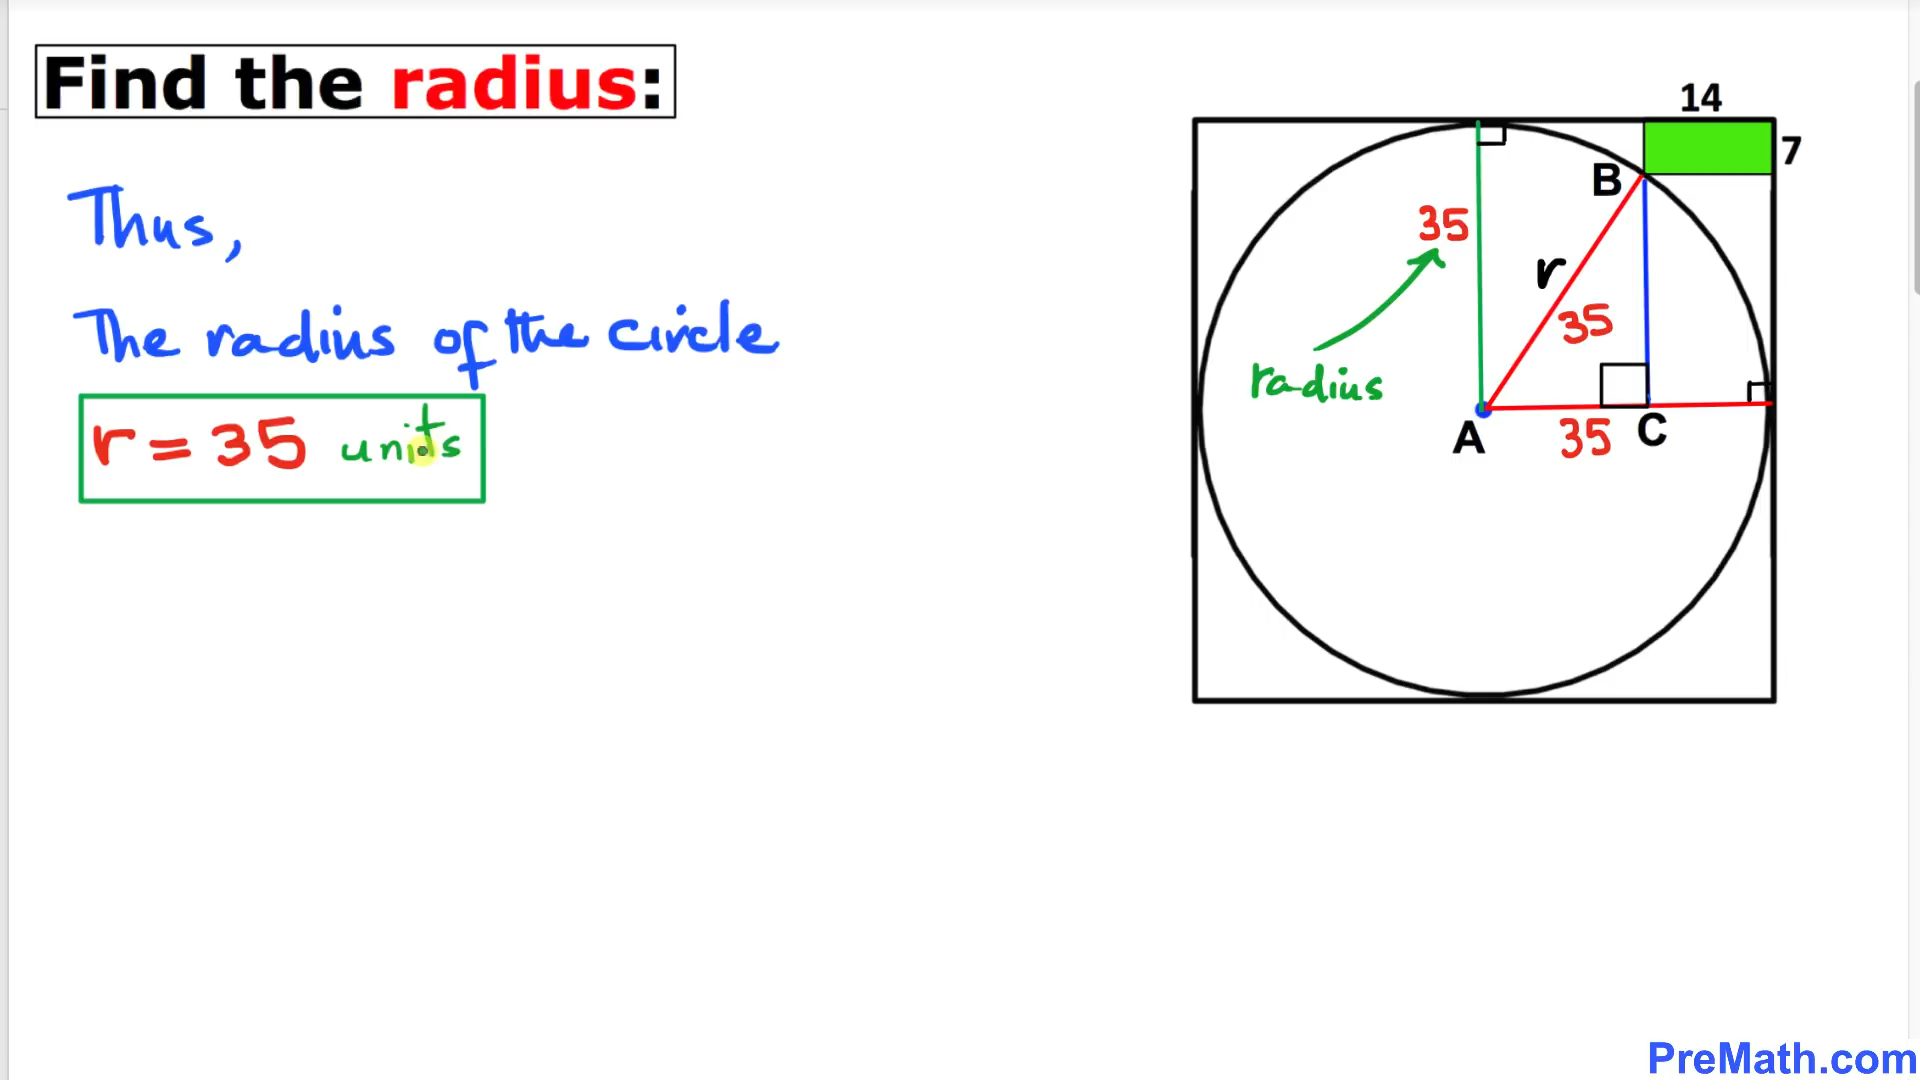 Find the radius:
Thus,
The radius of the circle
r = 35 units
14
7
B
35
r
35
radius
A
35
C
PreMath.com